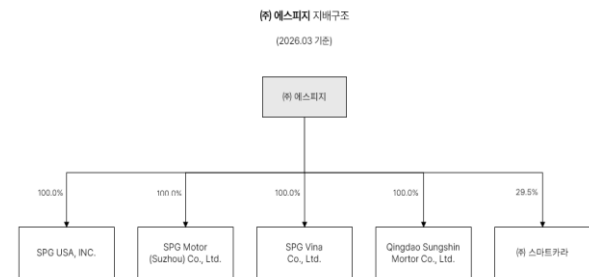 ㈜ 에스피지 지배구조
(2026.03 기준)
㈜ 에스피지
100.0%
100.0%
100.0%
100.0%
29.5%
SPG USA, INC.
SPG Motor
(Suzhou) Co., Ltd.
SPG Vina
Co., Ltd.
Qingdao Sungshin
Mortor Co., Ltd.
㈜ 스마트카라